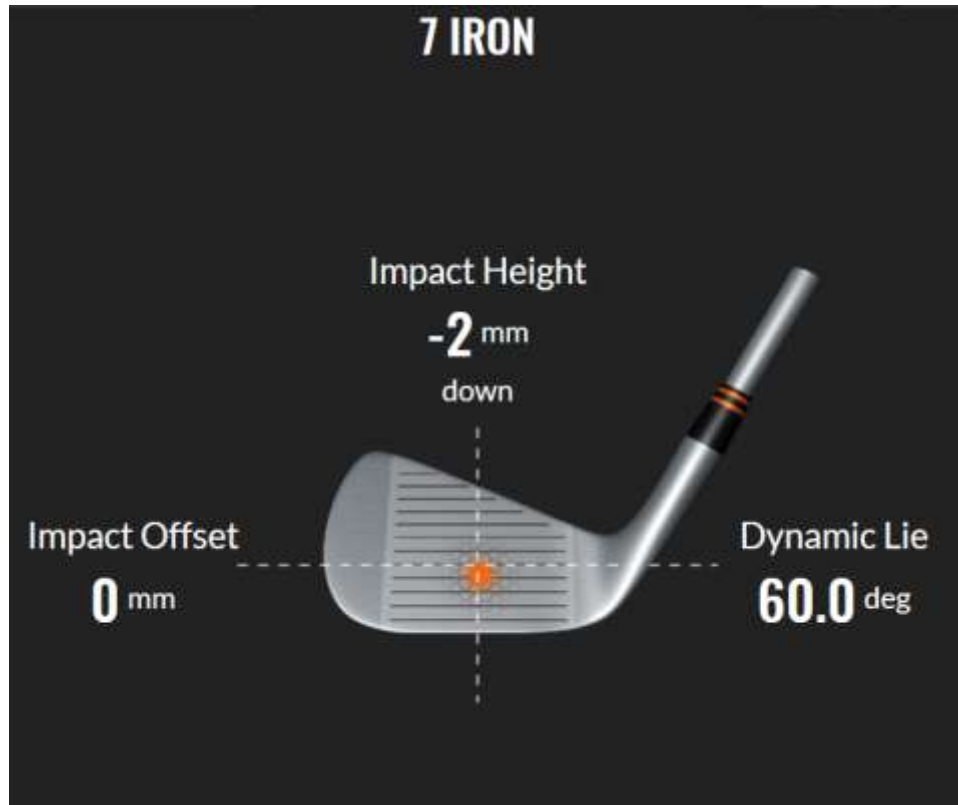 7 IRON
Impact Height
-2 mm
down
Impact Offset
0 mm
Dynamic Lie
60.0 deg